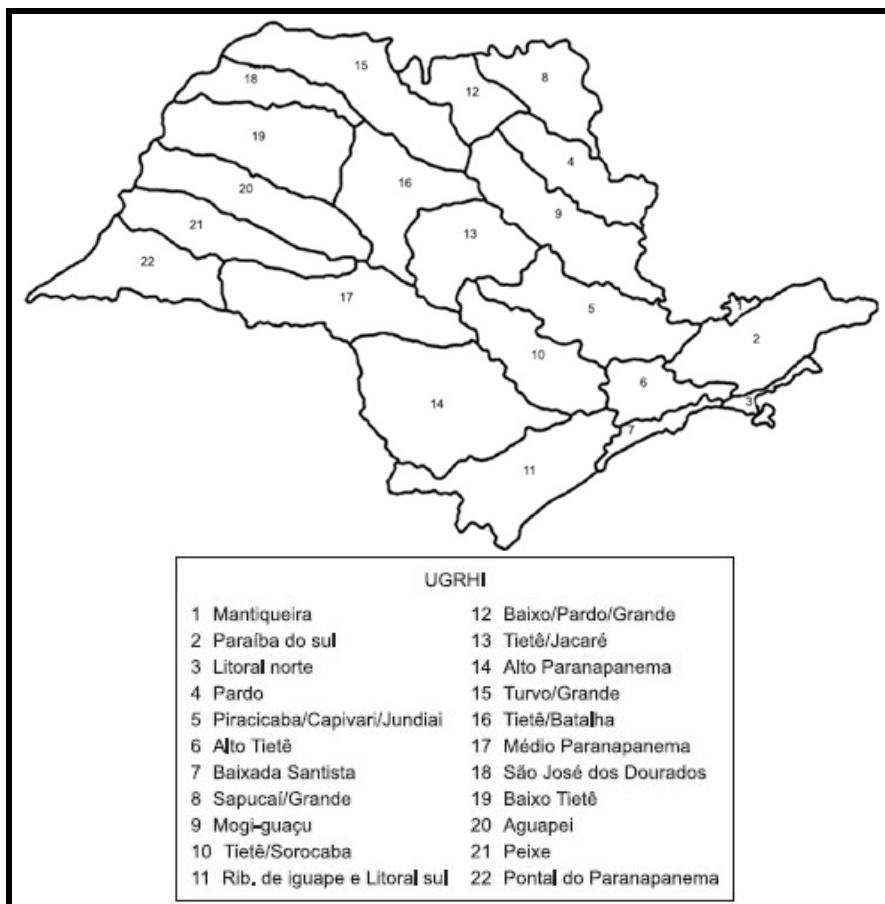 15
8
18
12
19
4
16
20
9
13
21
22
17
5
1
2
10
6
3
14
7
11
UGRHI
1 Mantiqueira
2 Paraíba do sul
3 Litoral norte
4 Pardo
5 Piracicaba/Capivari/Jundiai
6 Alto Tietê
7 Baixada Santista
8 Sapucaí/Grande
9 Mogi-guaçu
10 Tietê/Sorocaba
11 Rib. de iguape e Litoral sul
12 Baixo/Pardo/Grande
13 Tietê/Jacaré
14 Alto Paranapanema
15 Turvo/Grande
16 Tietê/Batalha
17 Médio Paranapanema
18 São José dos Dourados
19 Baixo Tietê
20 Aguapei
21 Peixe
22 Pontal do Paranapanema